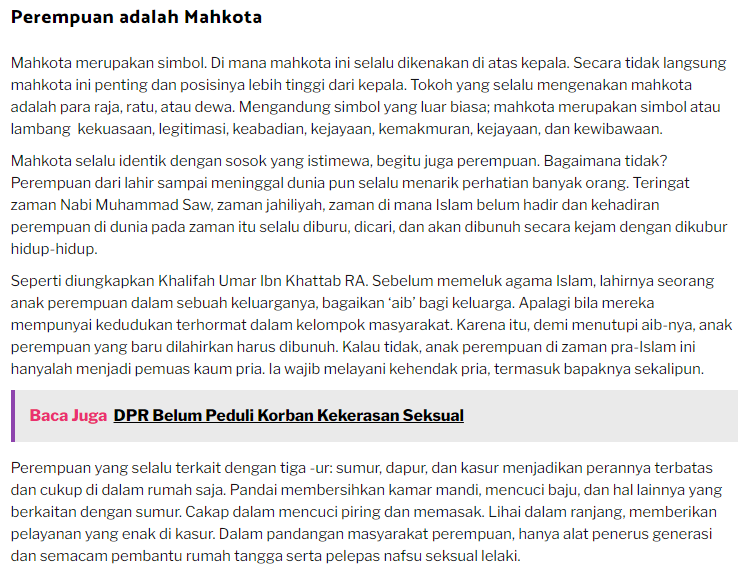 Perempuan adalah Mahkota
Mahkota merupakan simbol. Di mana mahkota ini selalu dikenakan di atas kepala. Secara tidak langsung
mahkota ini penting dan posisinya lebih tinggi dari kepala. Tokoh yang selalu mengenakan mahkota
adalah para raja, ratu, atau dewa. Mengandung simbol yang luar biasa; mahkota merupakan simbol atau
lambang  kekuasaan, legitimasi, keabadian, kejayaan, kemakmuran, kejayaan, dan kewibawaan.
Mahkota selalu identik dengan sosok yang istimewa, begitu juga perempuan. Bagaimana tidak?
Perempuan dari lahir sampai meninggal dunia pun selalu menarik perhatian banyak orang. Teringat
zaman Nabi Muhammad Saw, zaman jahiliyah, zaman di mana Islam belum hadir dan kehadiran
perempuan di dunia pada zaman itu selalu diburu, dicari, dan akan dibunuh secara kejam dengan dikubur
hidup-hidup.
Seperti diungkapkan Khalifah Umar Ibn Khattab RA. Sebelum memeluk agama Islam, lahirnya seorang
anak perempuan dalam sebuah keluarganya, bagaikan ‘aib’ bagi keluarga. Apalagi bila mereka
mempunyai kedudukan terhormat dalam kelompok masyarakat. Karena itu, demi menutupi aib-nya, anak
perempuan yang baru dilahirkan harus dibunuh. Kalau tidak, anak perempuan di zaman pra-Islam ini
hanyalah menjadi pemuas kaum pria. Ia wajib melayani kehendak pria, termasuk bapaknya sekalipun.
Baca Juga DPR Belum Peduli Korban Kekerasan Seksual
Perempuan yang selalu terkait dengan tiga -ur: sumur, dapur, dan kasur menjadikan perannya terbatas
dan cukup di dalam rumah saja. Pandai membersihkan kamar mandi, mencuci baju, dan hal lainnya yang
berkaitan dengan sumur. Cakap dalam mencuci piring dan memasak. Lihai dalam ranjang, memberikan
pelayanan yang enak di kasur. Dalam pandangan masyarakat perempuan, hanya alat penerus generasi
dan semacam pembantu rumah tangga serta pelepas nafsu seksual lelaki.